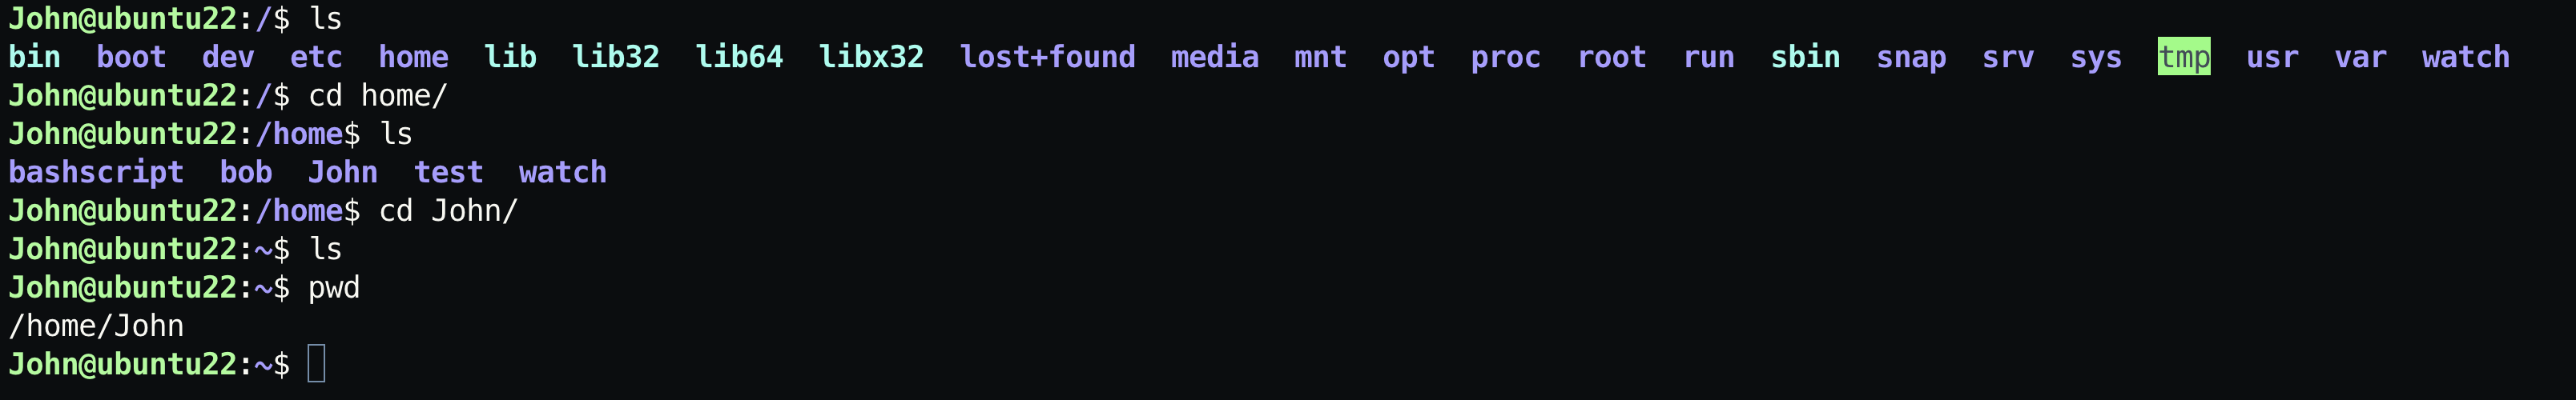 John@ubuntu22:/$ ls
bin  boot  dev  etc  home  lib  lib32  lib64  libx32  lost+found  media  mnt  opt  proc  root  run  sbin  snap  srv  sys  tmp  usr  var  watch
John@ubuntu22:/$ cd home/
John@ubuntu22:/home$ ls
bashscript  bob  John  test  watch
John@ubuntu22:/home$ cd John/
John@ubuntu22:~$ ls
John@ubuntu22:~$ pwd
/home/John
John@ubuntu22:~$